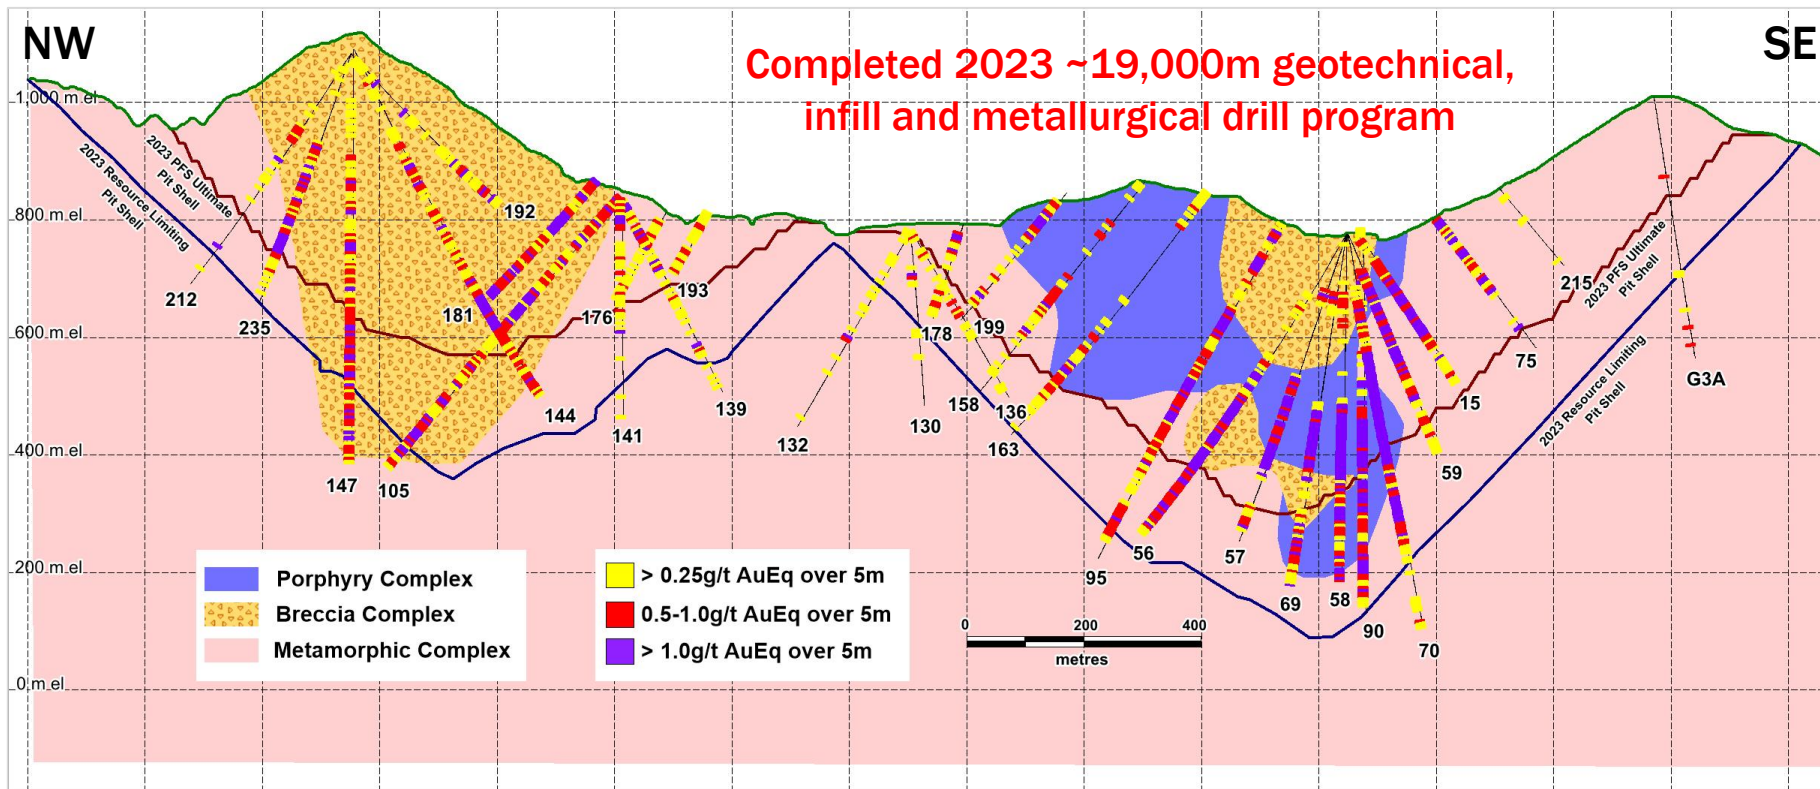 NW
SE
Completed 2023 ~19,000m geotechnical,
infill and metallurgical drill program
1,000 m.el
800 m.el
600 m.el
400 m.el
200 m.el
0 m.el
2023 PFS Ultimate
Pit Shell
2023 Resource Limiting
Pit Shell
2023 PFS Ultimate
Pit Shell
2023 Resource Limiting
Pit Shell
212
235
192
181
176
193
144
141
139
147
105
132
130
178
199
158
136
163
95
56
57
69
58
90
70
59
15
75
215
G3A
Porphyry Complex
Breccia Complex
Metamorphic Complex
> 0.25g/t AuEq over 5m
0.5-1.0g/t AuEq over 5m
> 1.0g/t AuEq over 5m
0 200 400
metres